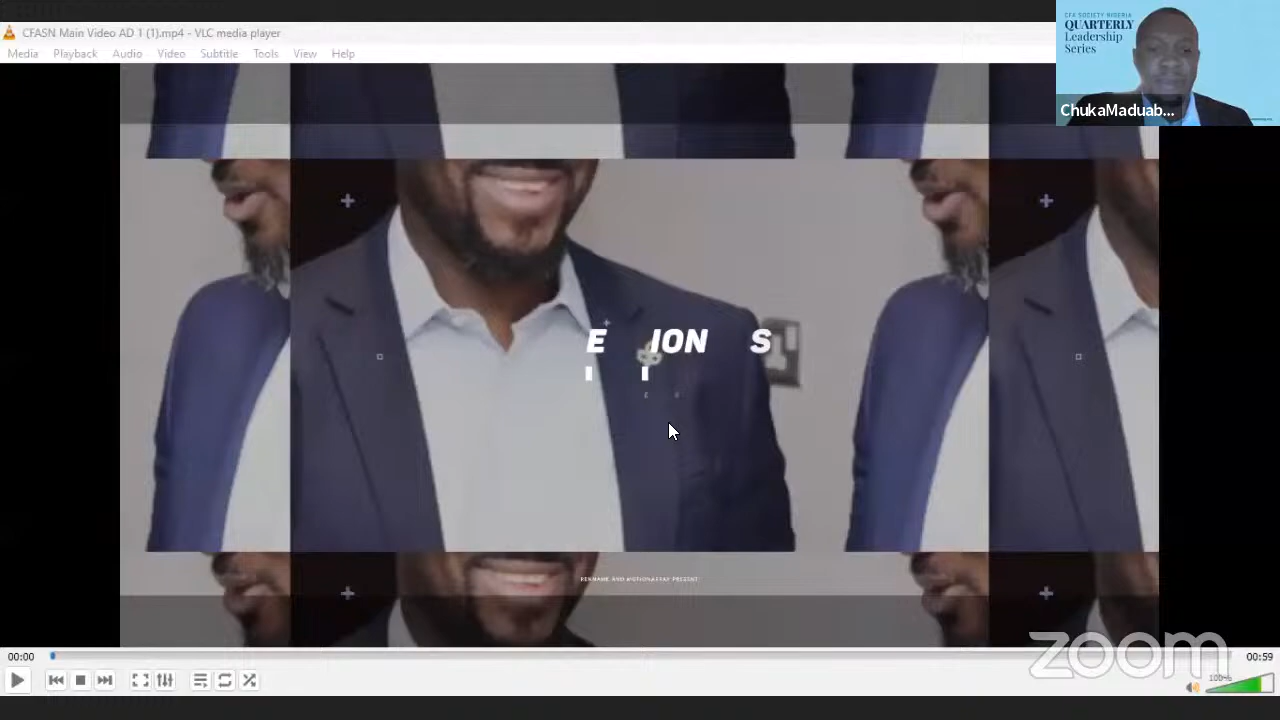 CFASN Main Video AD 1 (1).mp4 - VLC media player
Media Playback Audio Video Subtitle Tools View Help
CFA SOCIETY NIGERIA
QUARTERLY
Leadership
Series
ChukaMaduab...
E ION S
00:00
00:59
100%
zoom